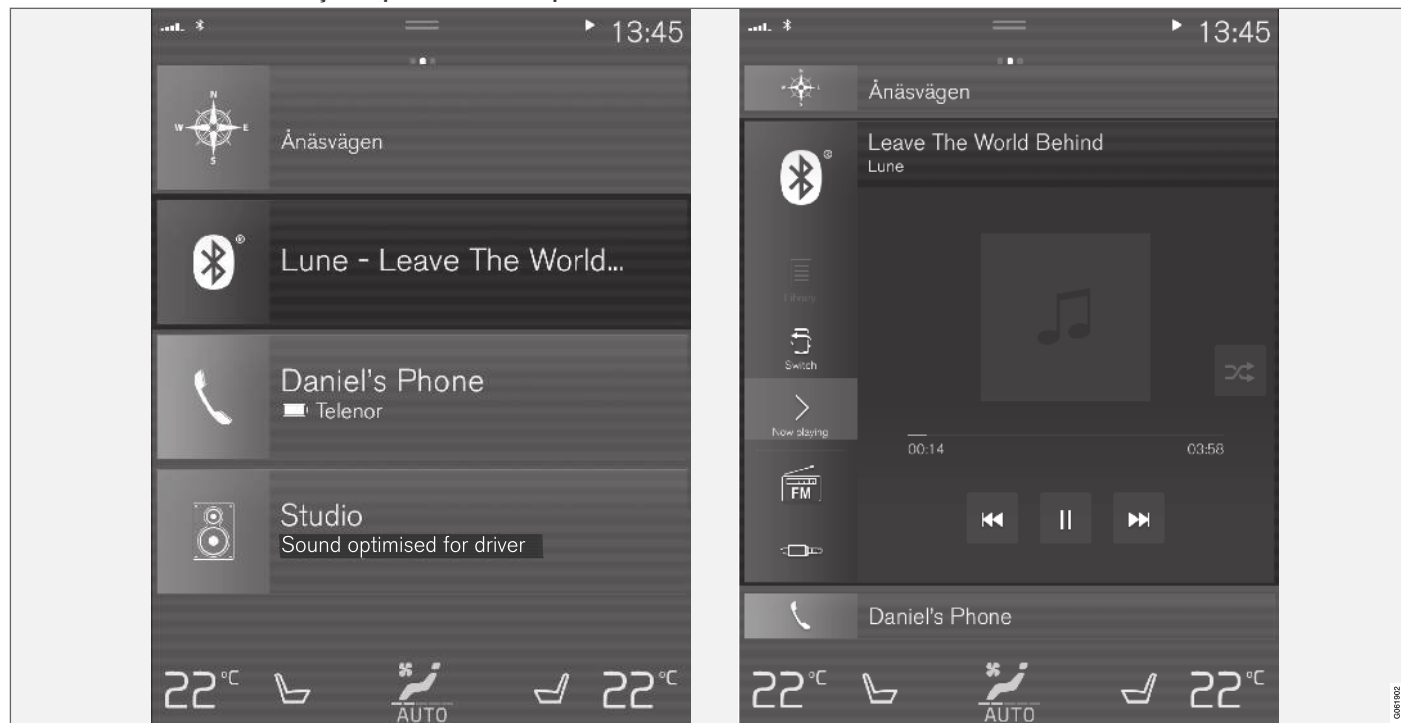 13:45
N
W E
S
Ånäsvägen
®
Lune - Leave The World...
Daniel's Phone
Telenor
Studio
Sound optimised for driver
22°C
AUTO
22°C
13:45
Ånäsvägen
®
Leave The World Behind
Lune
Library
Switch
Now playing
00:14
03:58
FM
Daniel's Phone
22°C
AUTO
22°C
G061902